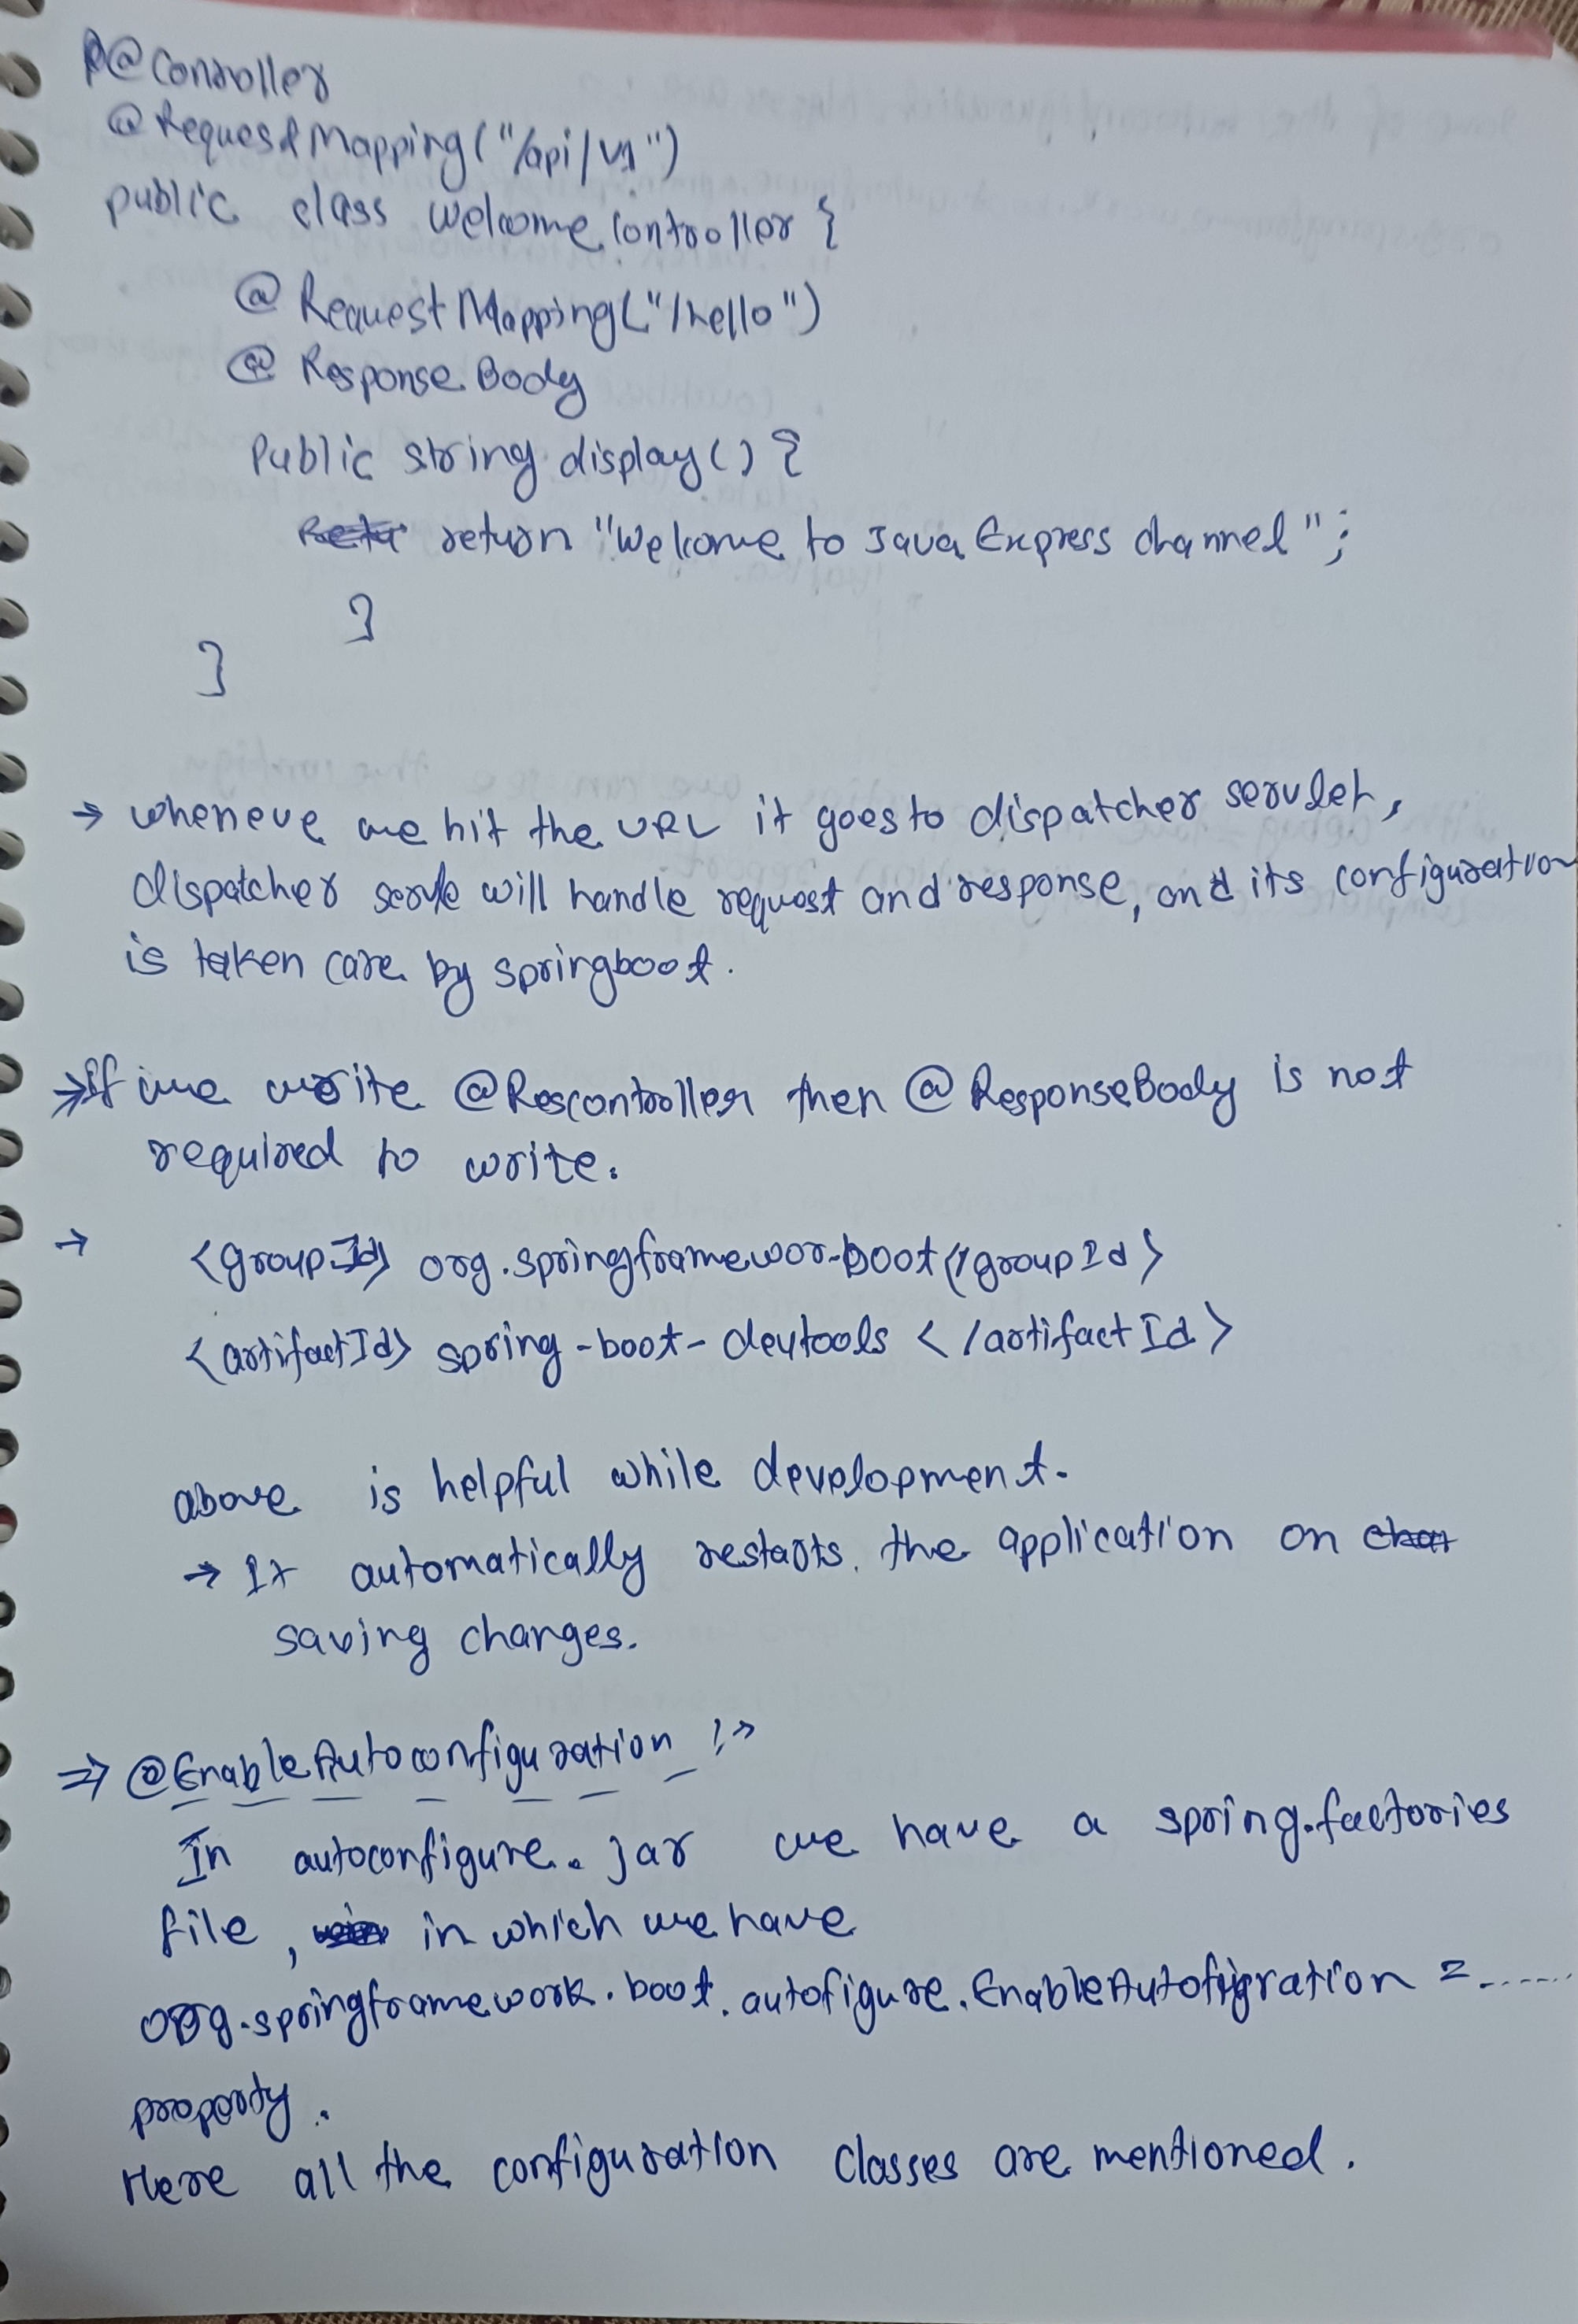 @Controller
@RequestMapping("/api/v1")
public class WelcomeController {
@RequestMapping("/hello")
@ResponseBody
Public string display() {
return "Welcome to Java Express channel";
}
}
→ wheneve we hit the URL it goes to dispatcher servlet,
dispatcher servle will handle request and response, and its configuration
is taken care by springboot.
→ If we write @Rescontroller then @ResponseBody is not
required to write.
→ <groupId> org.springframewor.boot</groupId>
<artifactId> spring-boot-devtools </artifactId>
above is helpful while development.
→ It automatically restarts the application on
saving changes.
⇒ @EnableAutoconfiguration :→
In autoconfigure.jar we have a spring.factories
file, in which we have
org.springframework.boot.autofigure.EnableAutofigration = ......
property.
Here all the configuration classes are mentioned.